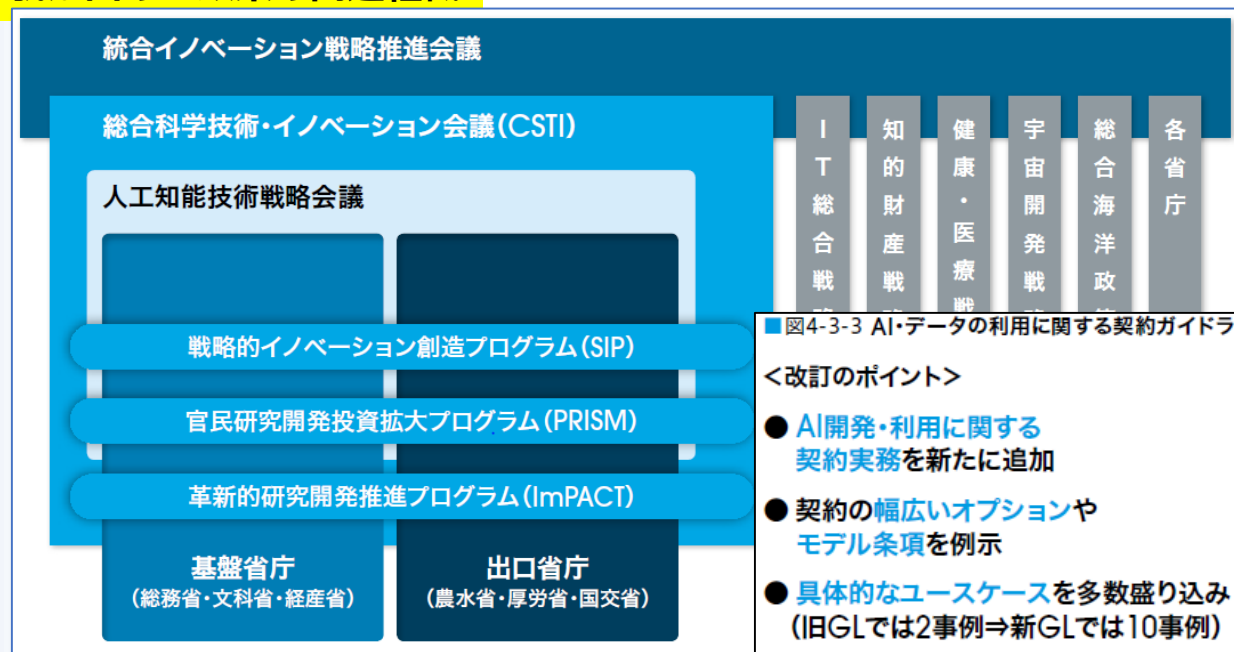 統合イノベーション戦略推進会議
総合科学技術・イノベーション会議(CSTI)
人工知能技術戦略会議
IT総合戦
知的財産戦
健康・医療戦
宇宙開発戦
総合海洋政
各省庁
戦略的イノベーション創造プログラム(SIP)
官民研究開発投資拡大プログラム(PRISM)
革新的研究開発推進プログラム(ImPACT)
基盤省庁
(総務省・文科省・経産省)
出口省庁
(農水省・厚労省・国交省)
■図4-3-3 AI・データの利用に関する契約ガイドラ
<改訂のポイント>
● AI開発・利用に関する
契約実務を新たに追加
● 契約の幅広いオプションや
モデル条項を例示
● 具体的なユースケースを多数盛り込み
(旧GLでは2事例⇒新GLでは10事例)